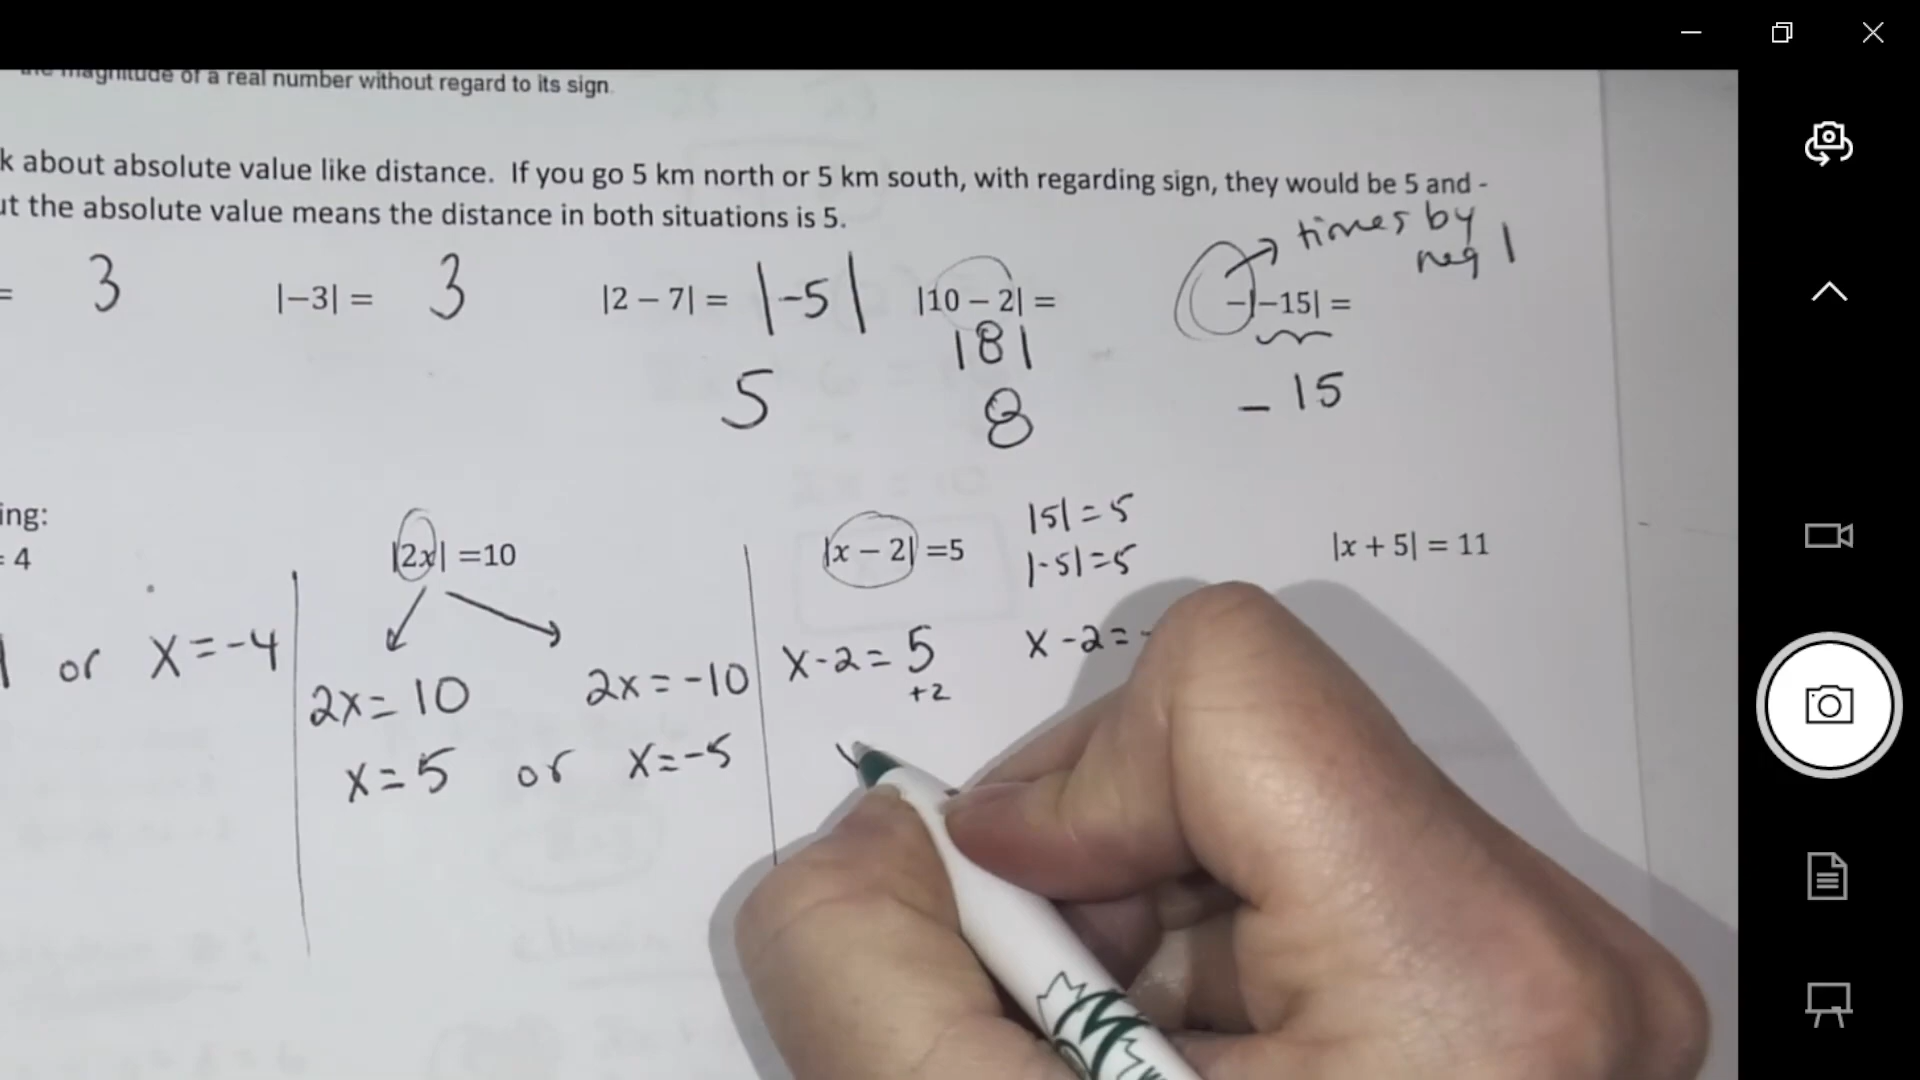 magnitude of a real number without regard to its sign.
k about absolute value like distance. If you go 5 km north or 5 km south, with regarding sign, they would be 5 and -
ut the absolute value means the distance in both situations is 5.
times by
neg 1
= 3
|−3| = 3
|2 − 7| = |-5|
5
|10 − 2| =
|8|
8
−|−15| =
-15
ing:
= 4
or x=-4
|2x| =10
2x=10
2x=-10
x=5 or x=-5
|x − 2| =5
|5|=5
|-5|=5
x-2=5
+2
x-2=-
|x + 5| = 11